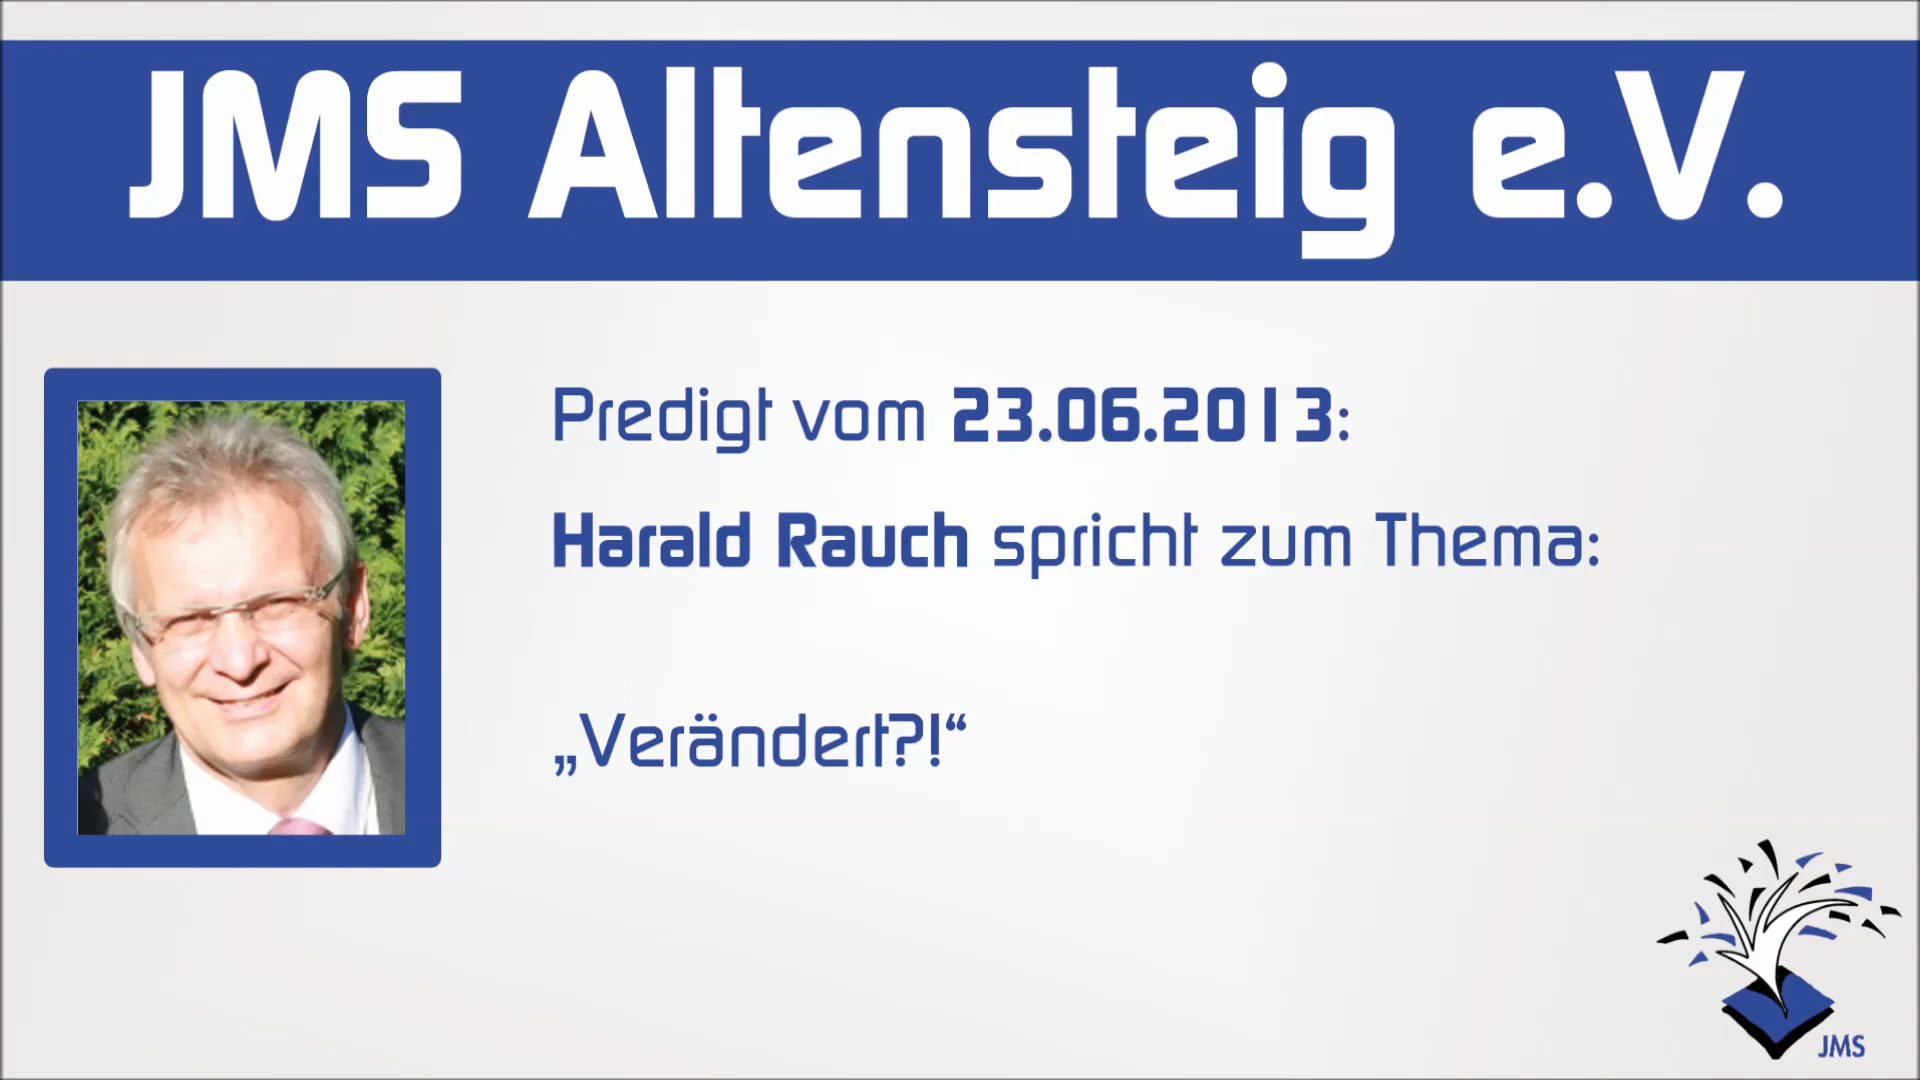 JMS Altensteig e.V.
Predigt vom 23.06.2013:
Harald Rauch spricht zum Thema:
„Verändert?!“
JMS